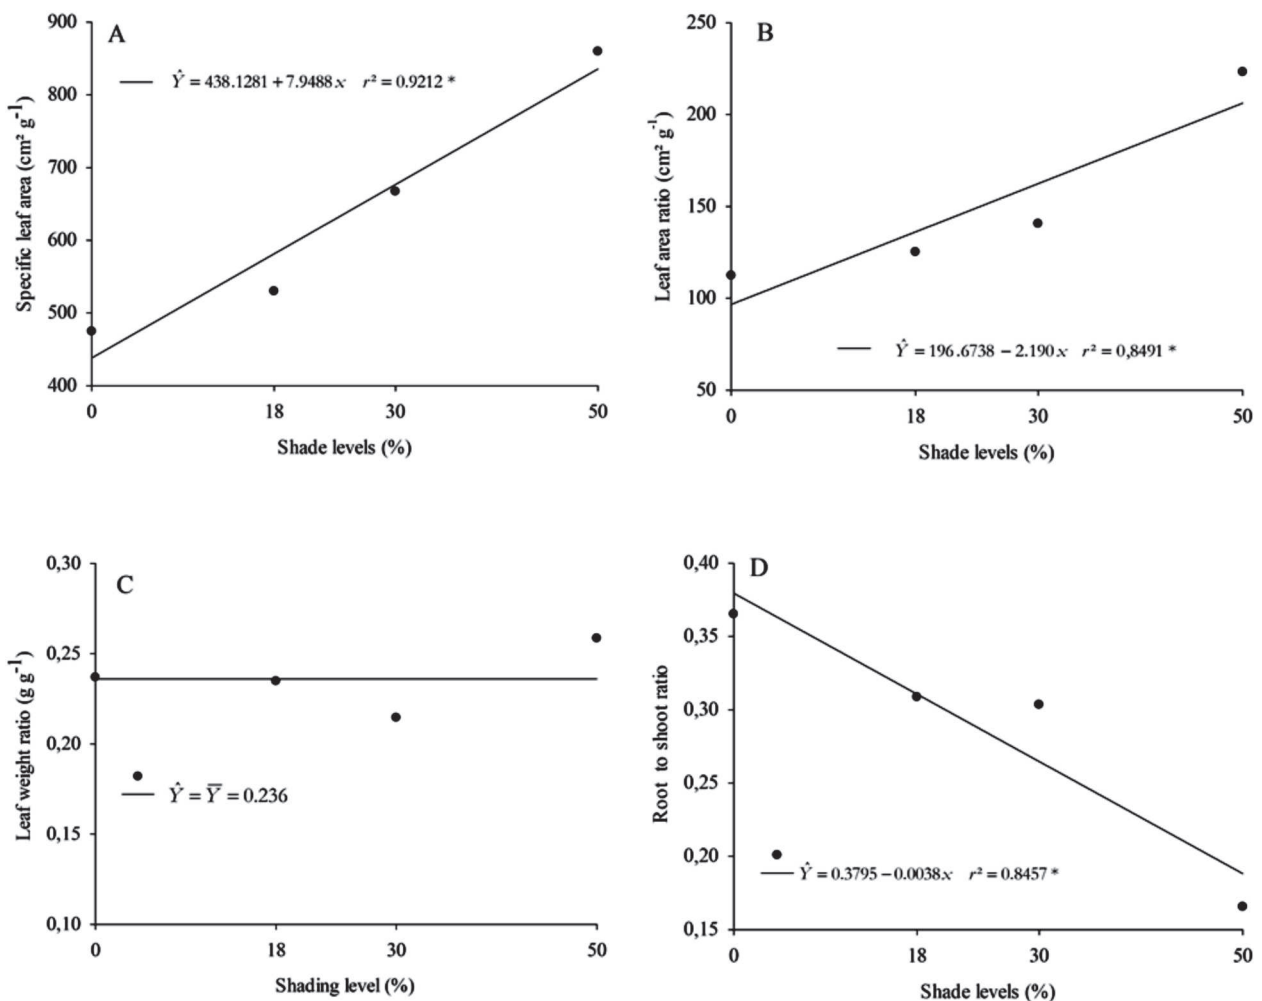 A
Ŷ = 438.1281 + 7.9488x r² = 0.9212 *
900
800
700
600
500
400
Specific leaf area (cm² g⁻¹)
0 18 30 50
Shade levels (%)
B
250
200
150
100
50
Leaf area ratio (cm² g⁻¹)
Ŷ = 196.6738 − 2.190x r² = 0,8491 *
0 18 30 50
Shade levels (%)
C
0,30
0,25
0,20
0,15
0,10
Leaf weight ratio (g g⁻¹)
Ŷ = Y̅ = 0.236
0 18 30 50
Shading level (%)
D
0,40
0,35
0,30
0,25
0,20
0,15
Root to shoot ratio
Ŷ = 0.3795 − 0.0038x r² = 0.8457 *
0 18 30 50
Shade levels (%)